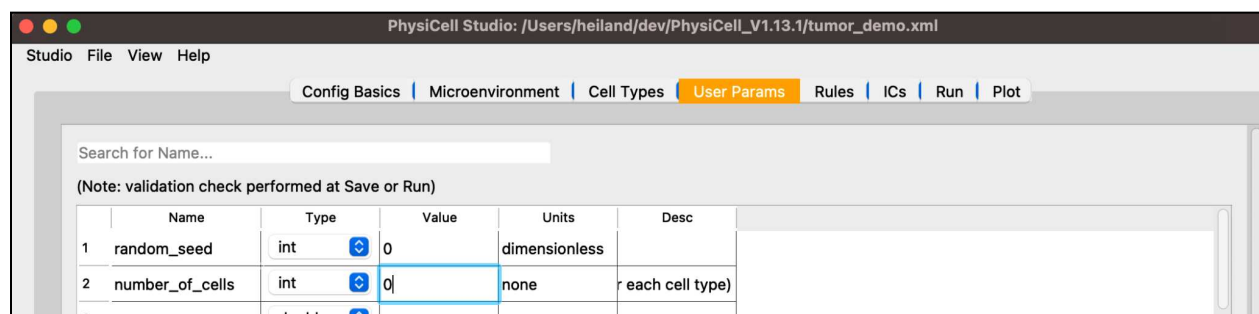 PhysiCell Studio: /Users/heiland/dev/PhysiCell_V1.13.1/tumor_demo.xml
Studio File View Help
Config Basics Microenvironment Cell Types User Params Rules ICs Run Plot
Search for Name...
(Note: validation check performed at Save or Run)
Name Type Value Units Desc
1 random_seed int 0 dimensionless
2 number_of_cells int 0 none r each cell type)